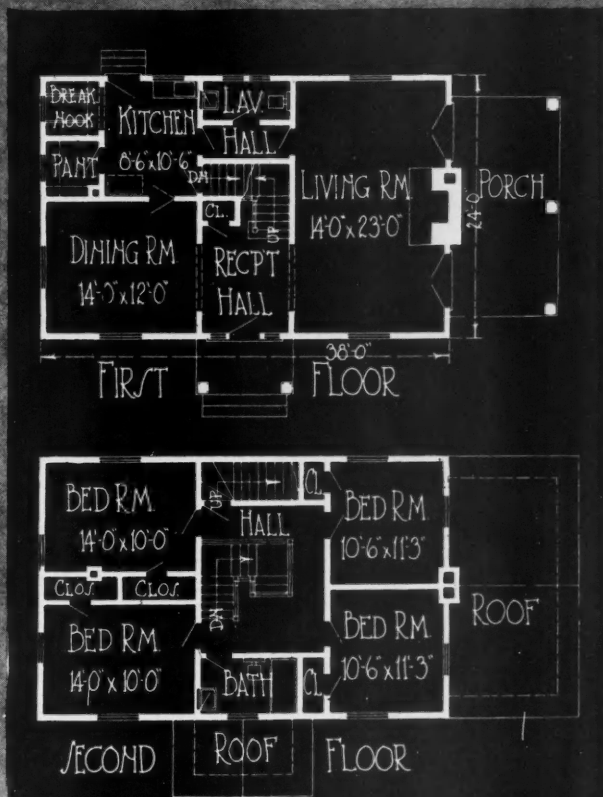 BREAK
NOOK
KITCHEN
8'-6"x10'-6"
LAV.
HALL
PANT
DN
CL.
UP
LIVING RM
14'-0"x23'-0"
PORCH
24'-0"
DINING RM
14'-0"x12'-0"
RECP'T
HALL
38'-0"
FIRST FLOOR
BED RM.
14'-0"x10'-0"
UP
CL.
HALL
BED RM.
10'-6"x11'-3"
CLOS.
CLOS.
DN
ROOF
BED RM.
14'-0"x10'-0"
BATH
CL.
BED RM.
10'-6"x11'-3"
SECOND
ROOF
FLOOR